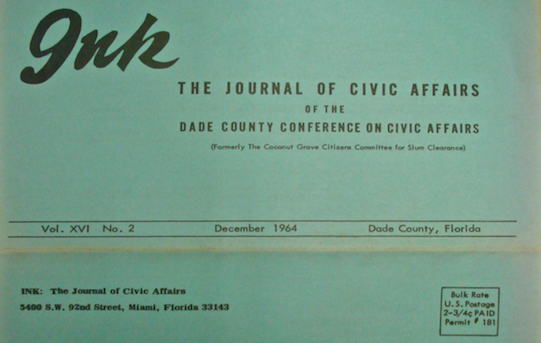 Ink
THE JOURNAL OF CIVIC AFFAIRS
OF THE
DADE COUNTY CONFERENCE ON CIVIC AFFAIRS
(Formerly The Coconut Grove Citizens Committee for Slum Clearance)
Vol. XVI No. 2 December 1964 Dade County, Florida
INK: The Journal of Civic Affairs
5400 S.W. 92nd Street, Miami, Florida 33143
Bulk Rate
U.S. Postage
2-3/4¢ PAID
Permit # 181